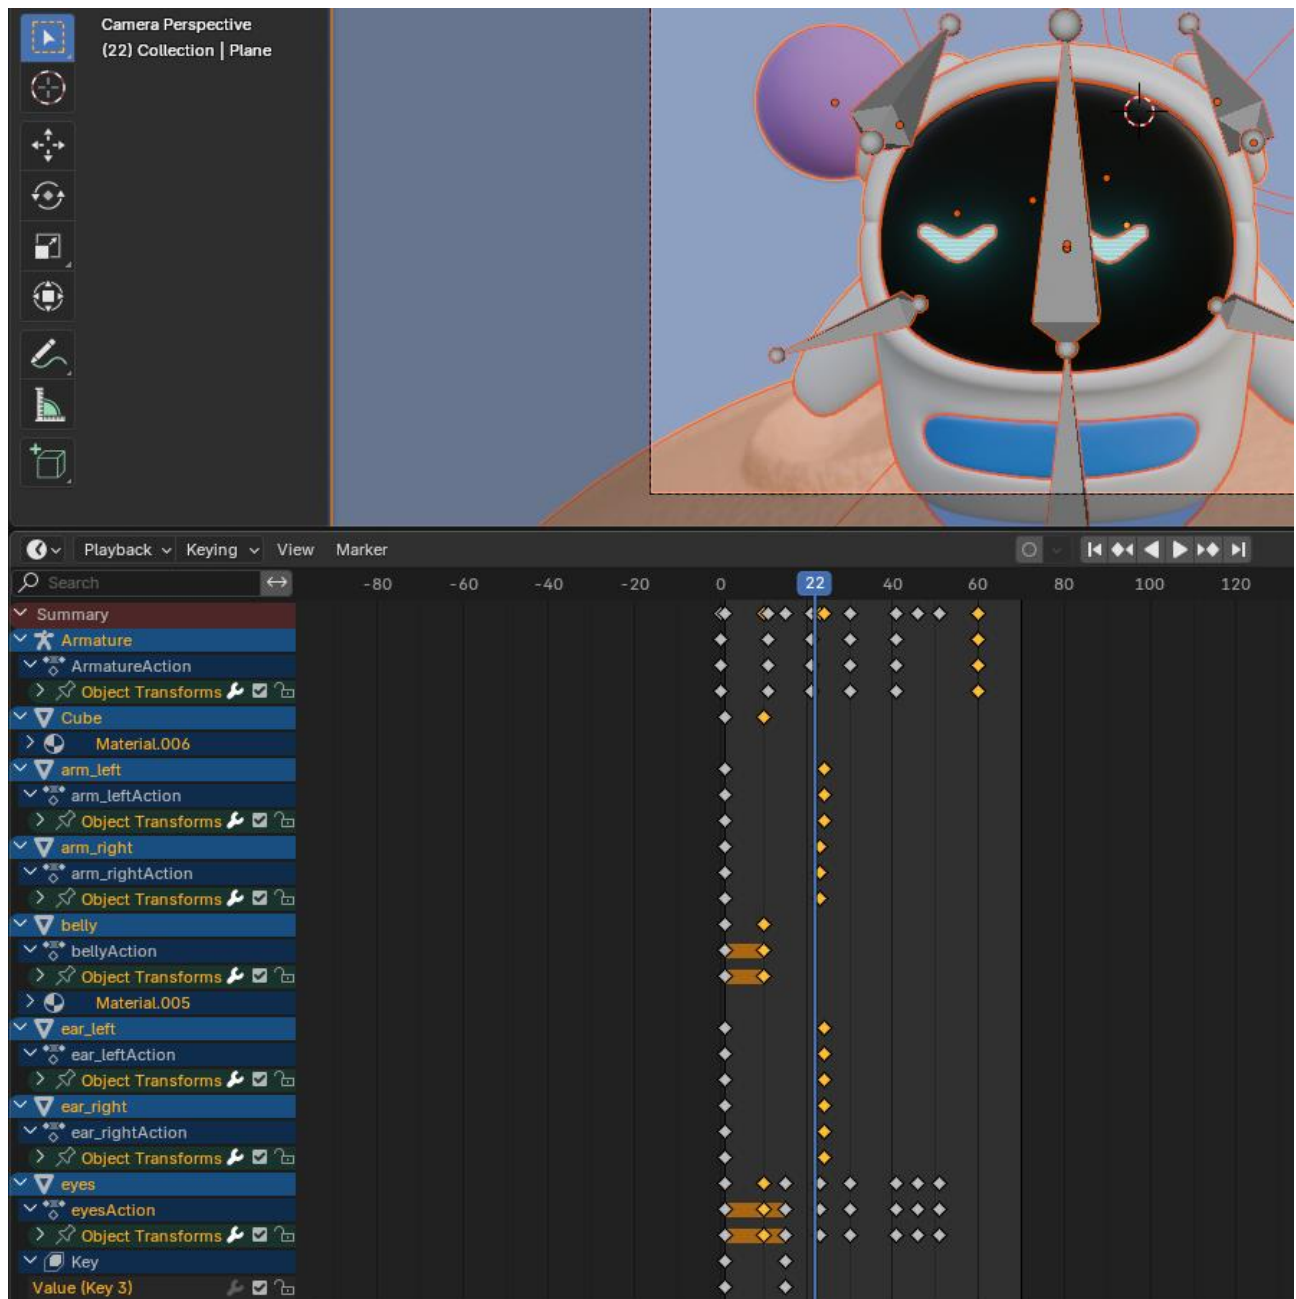 Camera Perspective
(22) Collection | Plane
Playback Keying View Marker
Search
-80 -60 -40 -20 0 22 40 60 80 100 120
Summary
Armature
ArmatureAction
Object Transforms
Cube
Material.006
arm_left
arm_leftAction
Object Transforms
arm_right
arm_rightAction
Object Transforms
belly
bellyAction
Object Transforms
Material.005
ear_left
ear_leftAction
Object Transforms
ear_right
ear_rightAction
Object Transforms
eyes
eyesAction
Object Transforms
Key
Value (Key 3)